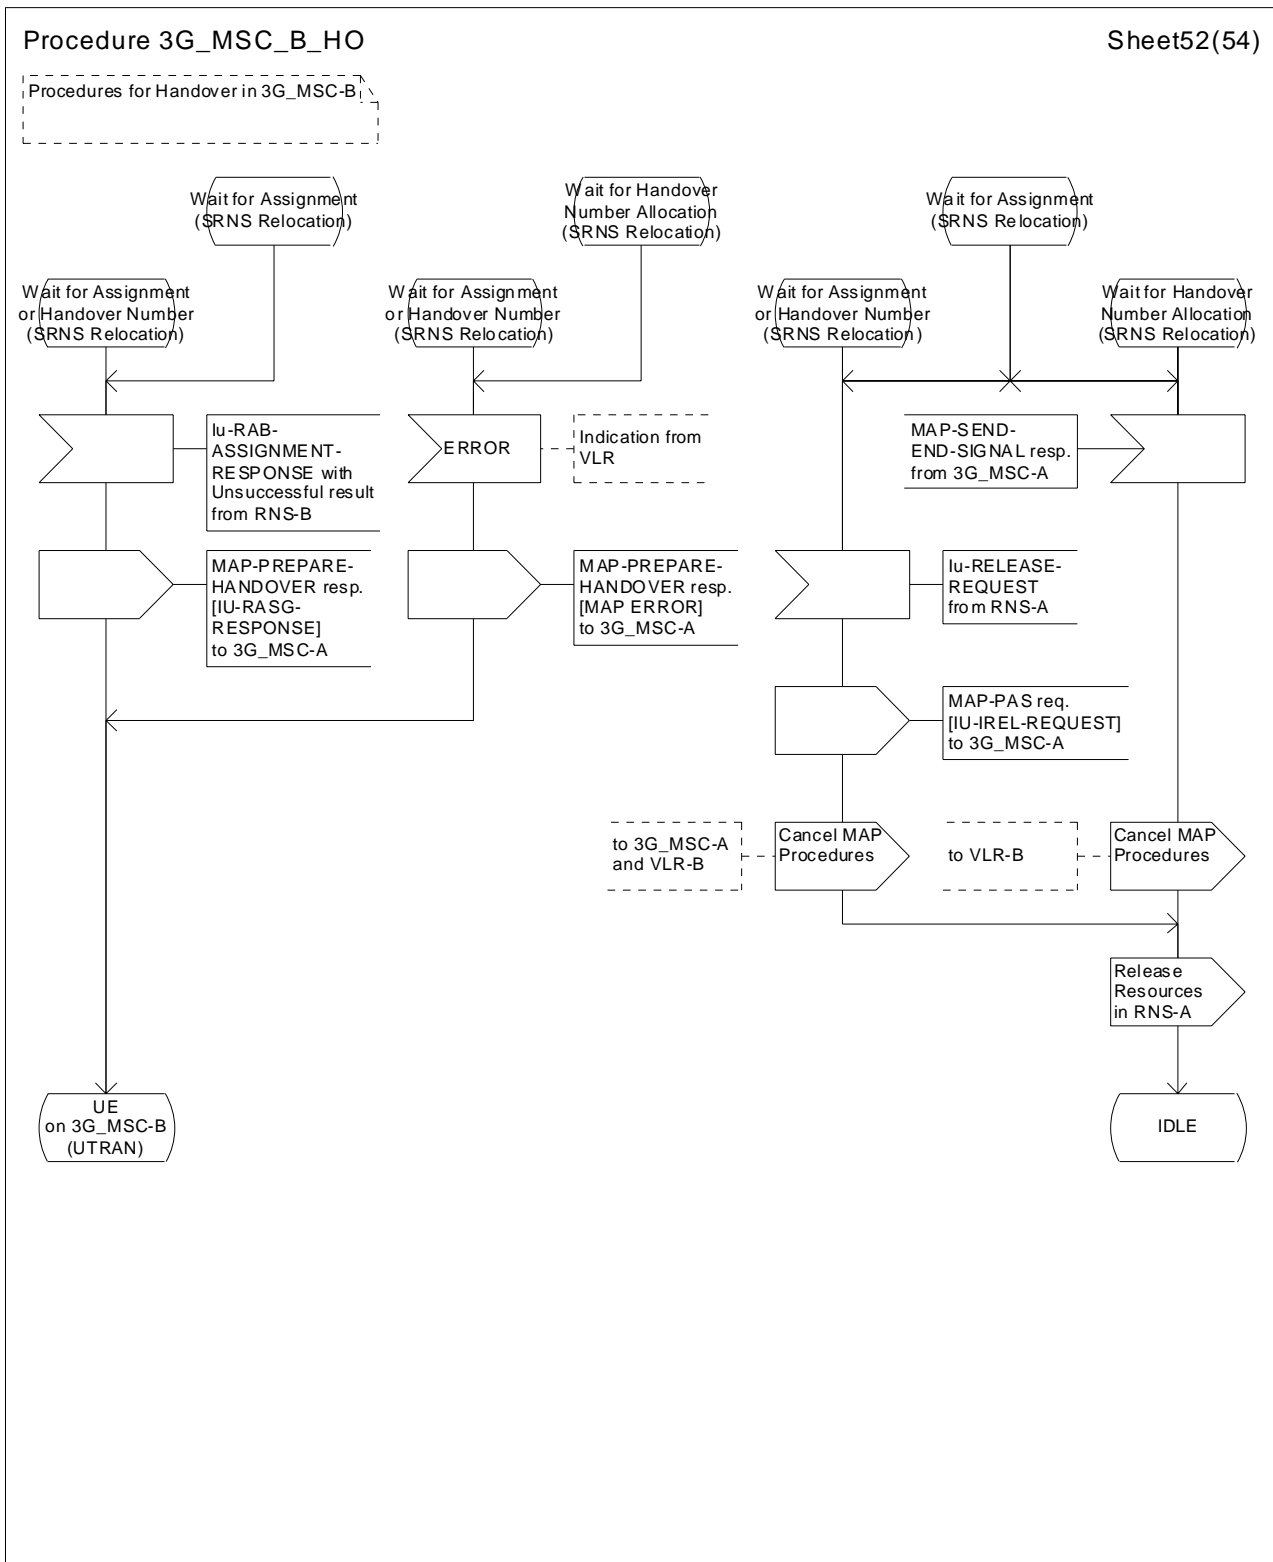 Procedure 3G_MSC_B_HO
Sheet52(54)
Procedures for Handover in 3G_MSC-B
Wait for Assignment
(SRNS Relocation)
Wait for Handover
Number Allocation
(SRNS Relocation)
Wait for Assignment
(SRNS Relocation)
Wait for Assignment
or Handover Number
(SRNS Relocation)
Wait for Assignment
or Handover Number
(SRNS Relocation)
Wait for Assignment
or Handover Number
(SRNS Relocation)
Wait for Handover
Number Allocation
(SRNS Relocation)
Iu-RAB-
ASSIGNMENT-
RESPONSE with
Unsuccessful result
from RNS-B
ERROR
Indication from
VLR
MAP-SEND-
END-SIGNAL resp.
from 3G_MSC-A
MAP-PREPARE-
HANDOVER resp.
[IU-RASG-
RESPONSE]
to 3G_MSC-A
MAP-PREPARE-
HANDOVER resp.
[MAP ERROR]
to 3G_MSC-A
Iu-RELEASE-
REQUEST
from RNS-A
MAP-PAS req.
[IU-IREL-REQUEST]
to 3G_MSC-A
to 3G_MSC-A
and VLR-B
Cancel MAP
Procedures
to VLR-B
Cancel MAP
Procedures
Release
Resources
in RNS-A
UE
on 3G_MSC-B
(UTRAN)
IDLE